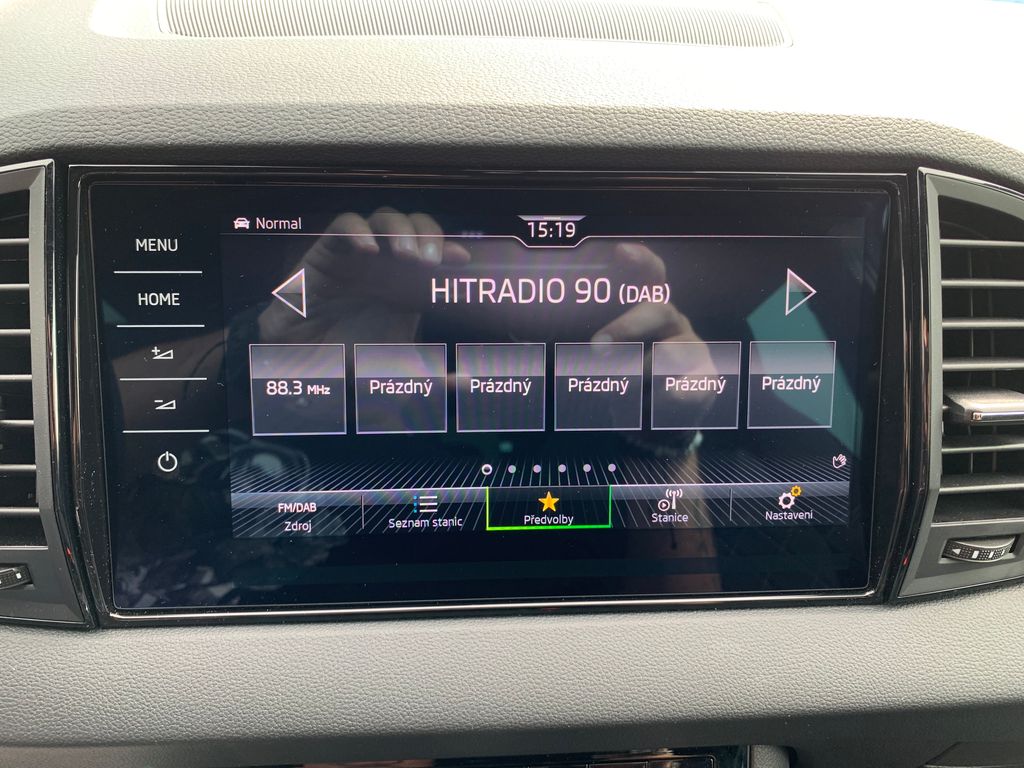 MENU
HOME
Normal
15:19
HITRADIO 90 (DAB)
88.3 MHz
Prázdný
Prázdný
Prázdný
Prázdný
Prázdný
FM/DAB
Zdroj
Seznam stanic
Předvolby
Stanice
Nastavení